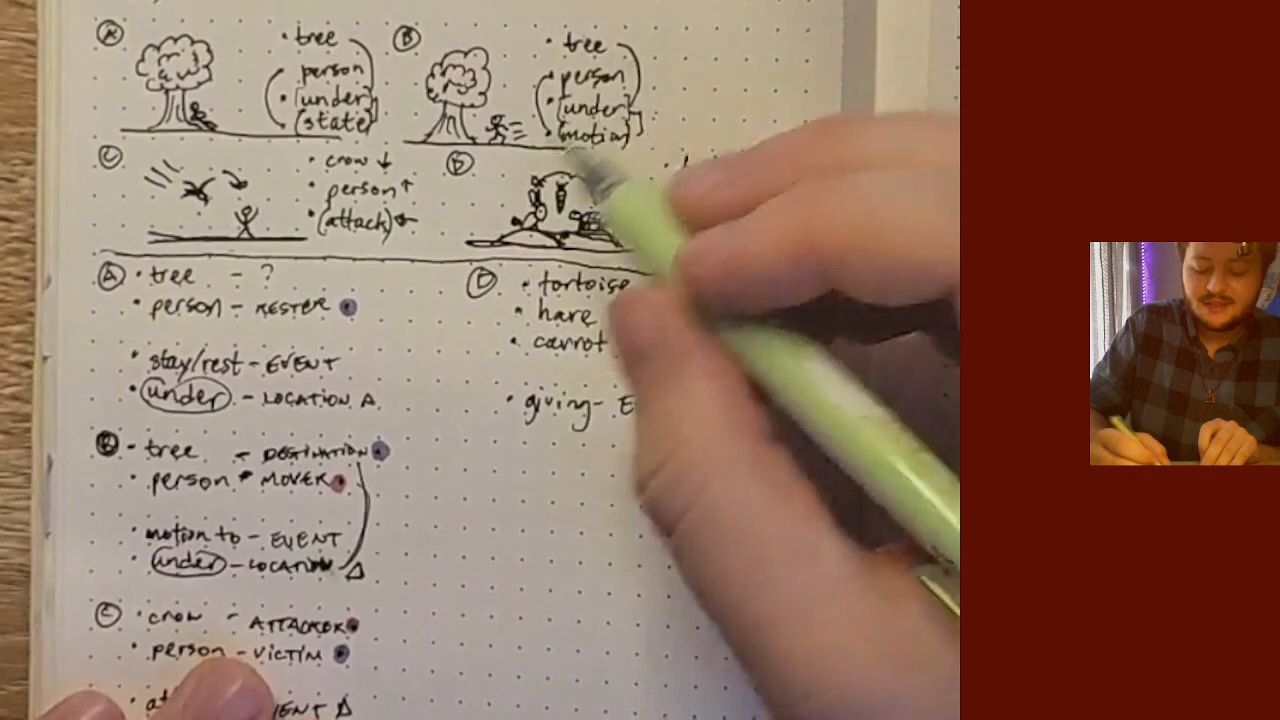 A
• tree
person
• [under]
(state)
B
• tree
• person
• [under]
• (motion)
C
• crow ↓
• person ↑
• (attack) ←
D
A • tree - ?
• person - RESTER
• stay/rest - EVENT
• under - LOCATION Δ
B - tree - DESTINATION
• person - MOVER
motion to - EVENT
• under - LOCATION Δ
C • crow - ATTACKER
• person - VICTIM
Δ
D • tortoise
• hare
• carrot
• giving - E